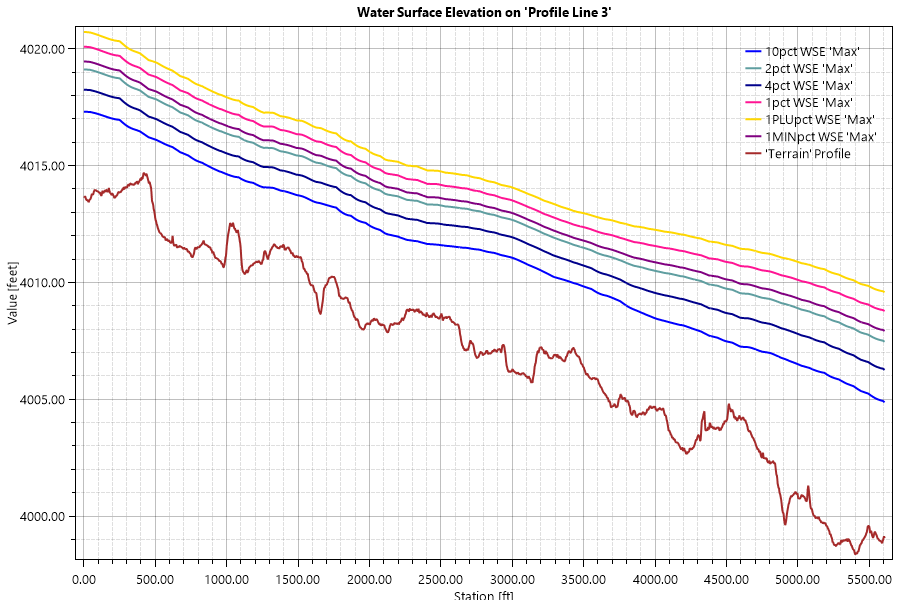 Water Surface Elevation on 'Profile Line 3'
10pct WSE 'Max'
2pct WSE 'Max'
4pct WSE 'Max'
1pct WSE 'Max'
1PLUpct WSE 'Max'
1MINpct WSE 'Max'
'Terrain' Profile
Value [feet]
4020.00
4015.00
4010.00
4005.00
4000.00
0.00 500.00 1000.00 1500.00 2000.00 2500.00 3000.00 3500.00 4000.00 4500.00 5000.00 5500.00
Station [ft]